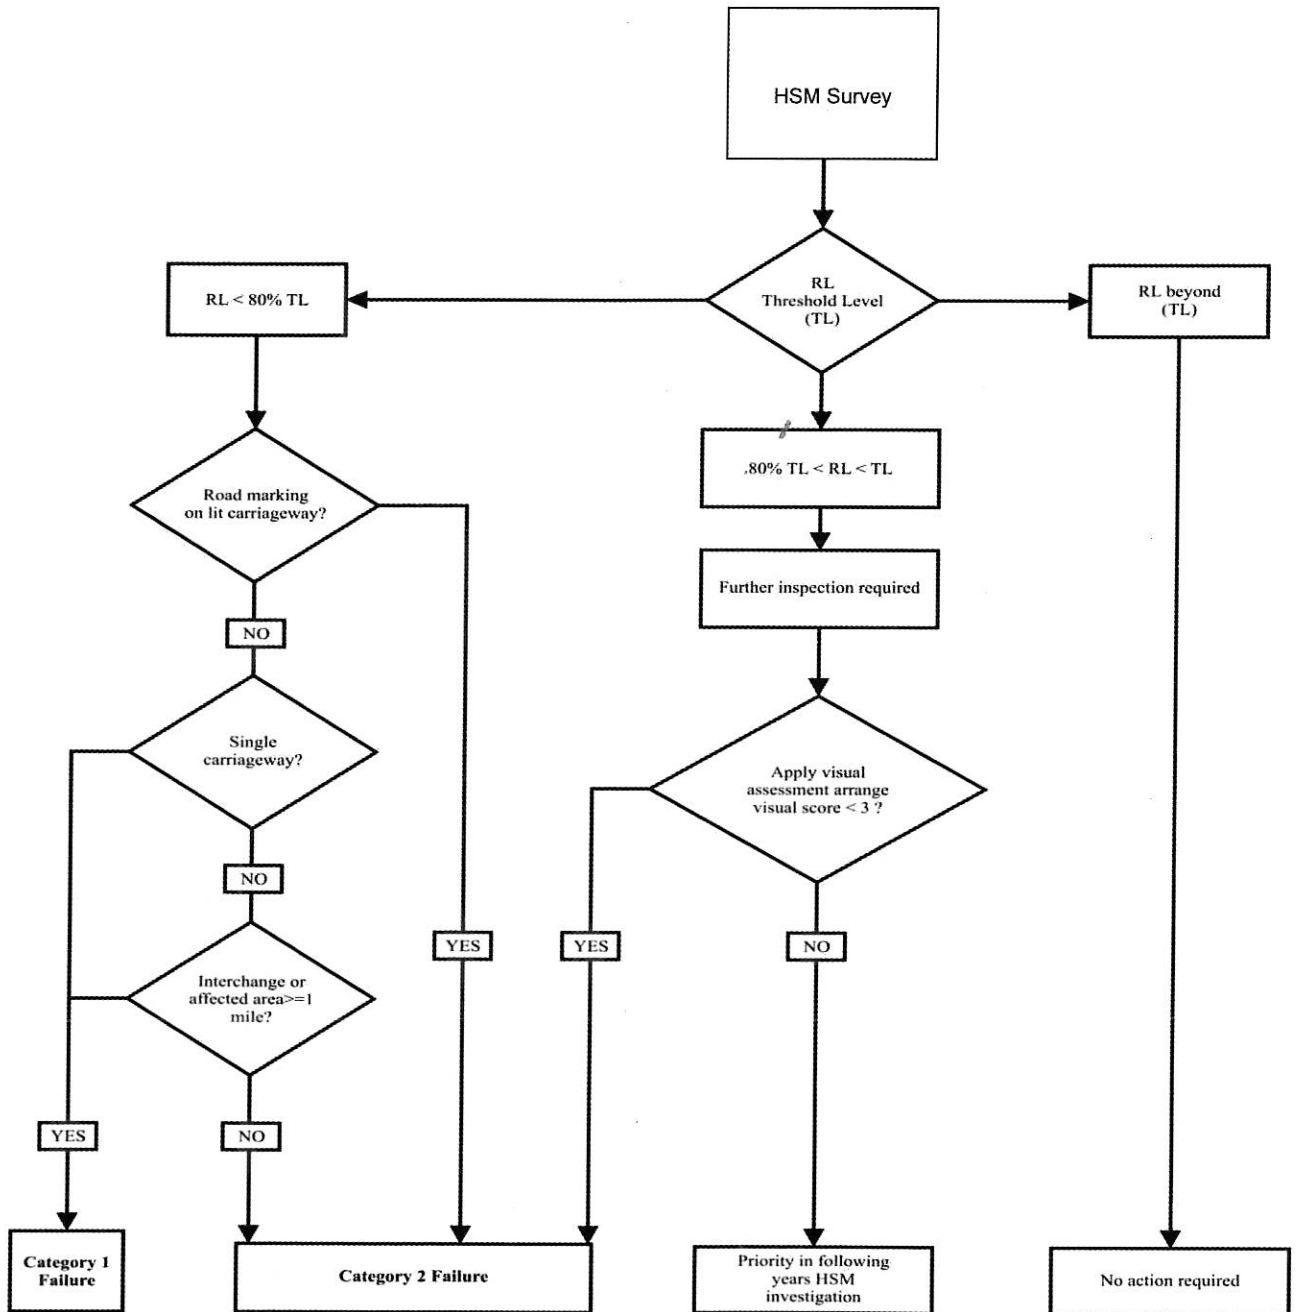 HSM Survey
RL
Threshold Level
(TL)
RL < 80% TL
RL beyond
(TL)
80% TL < RL < TL
Road marking
on lit carriageway?
Further inspection required
NO
Single
carriageway?
Apply visual
assessment arrange
visual score < 3 ?
NO
YES
YES
NO
Interchange or
affected area>=1
mile?
YES
NO
Category 1
Failure
Category 2 Failure
Priority in following
years HSM
investigation
No action required